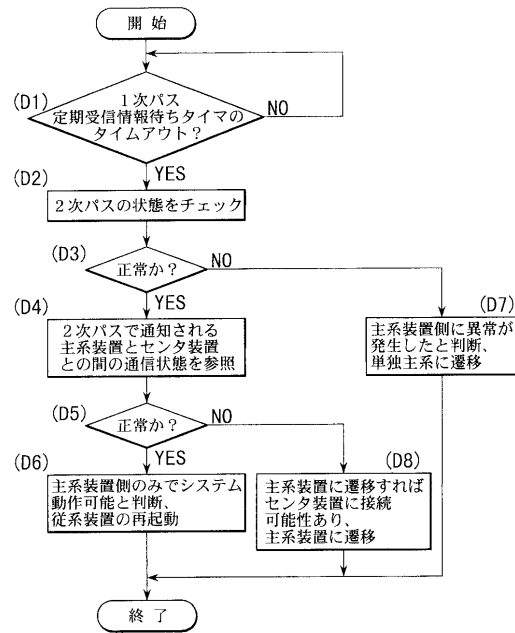 開始
(D1)
1次パス
定期受信情報待ちタイマの
タイムアウト？
NO
YES
(D2)
2次パスの状態をチェック
(D3)
正常か？
NO
YES
(D4)
2次パスで通知される
主系装置とセンタ装置
との間の通信状態を参照
(D7)
主系装置側に異常が
発生したと判断、
単独主系に遷移
(D5)
正常か？
NO
YES
(D6)
主系装置側のみでシステム
動作可能と判断、
従系装置の再起動
(D8)
主系装置に遷移すれば
センタ装置に接続
可能性あり、
主系装置に遷移
終了